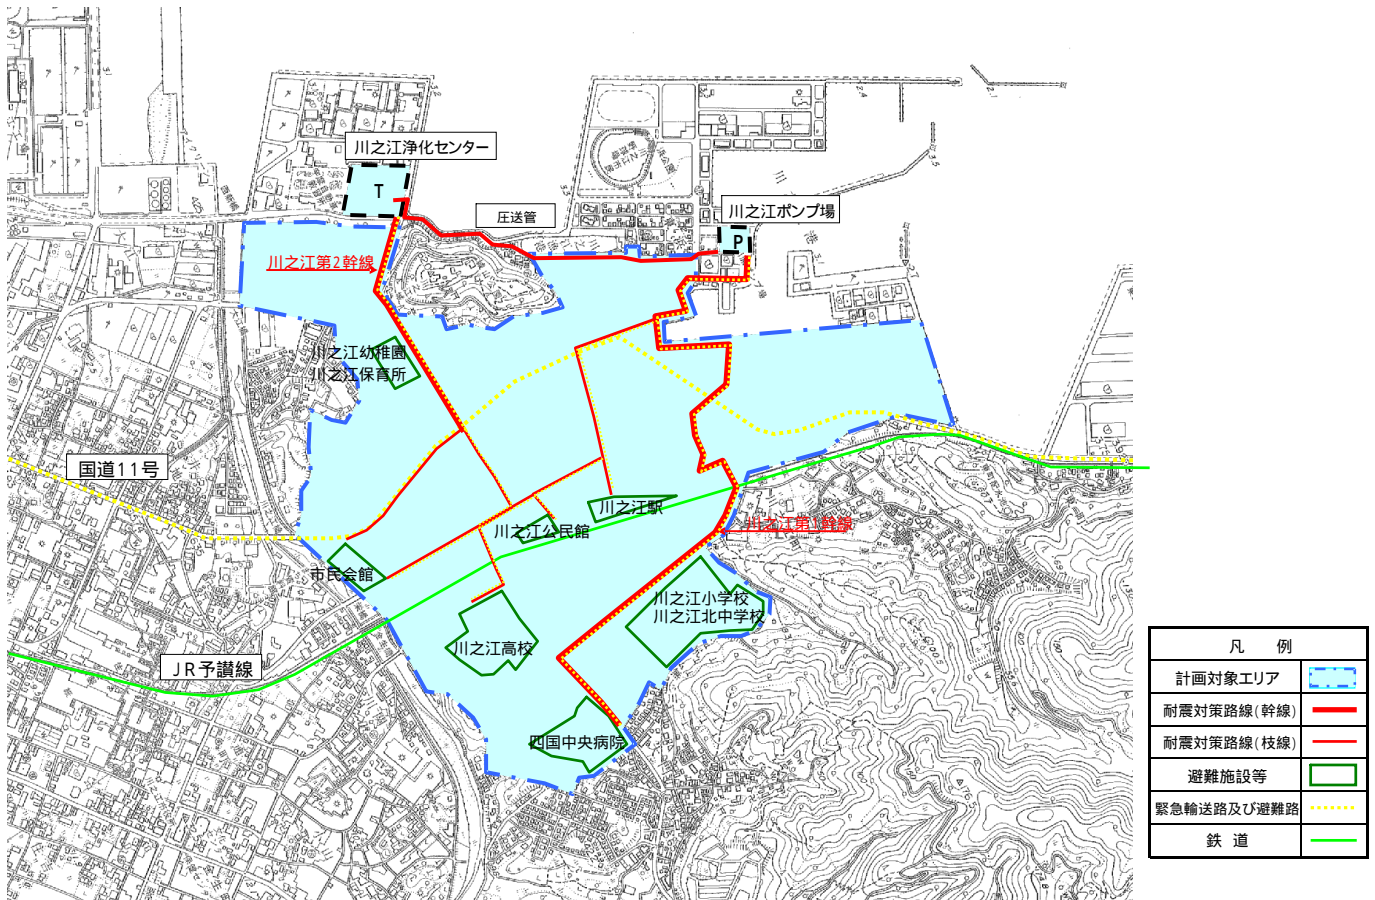 川之江浄化センター
T
圧送管
川之江ポンプ場
P
川之江第2幹線
川之江幼稚園
川之江保育所
国道11号
川之江駅
川之江公民館
川之江第1幹線
市民会館
川之江小学校
川之江北中学校
川之江高校
JR予讃線
四国中央病院
凡 例
計画対象エリア
耐震対策路線(幹線)
耐震対策路線(枝線)
避難施設等
緊急輸送路及び避難路
鉄 道